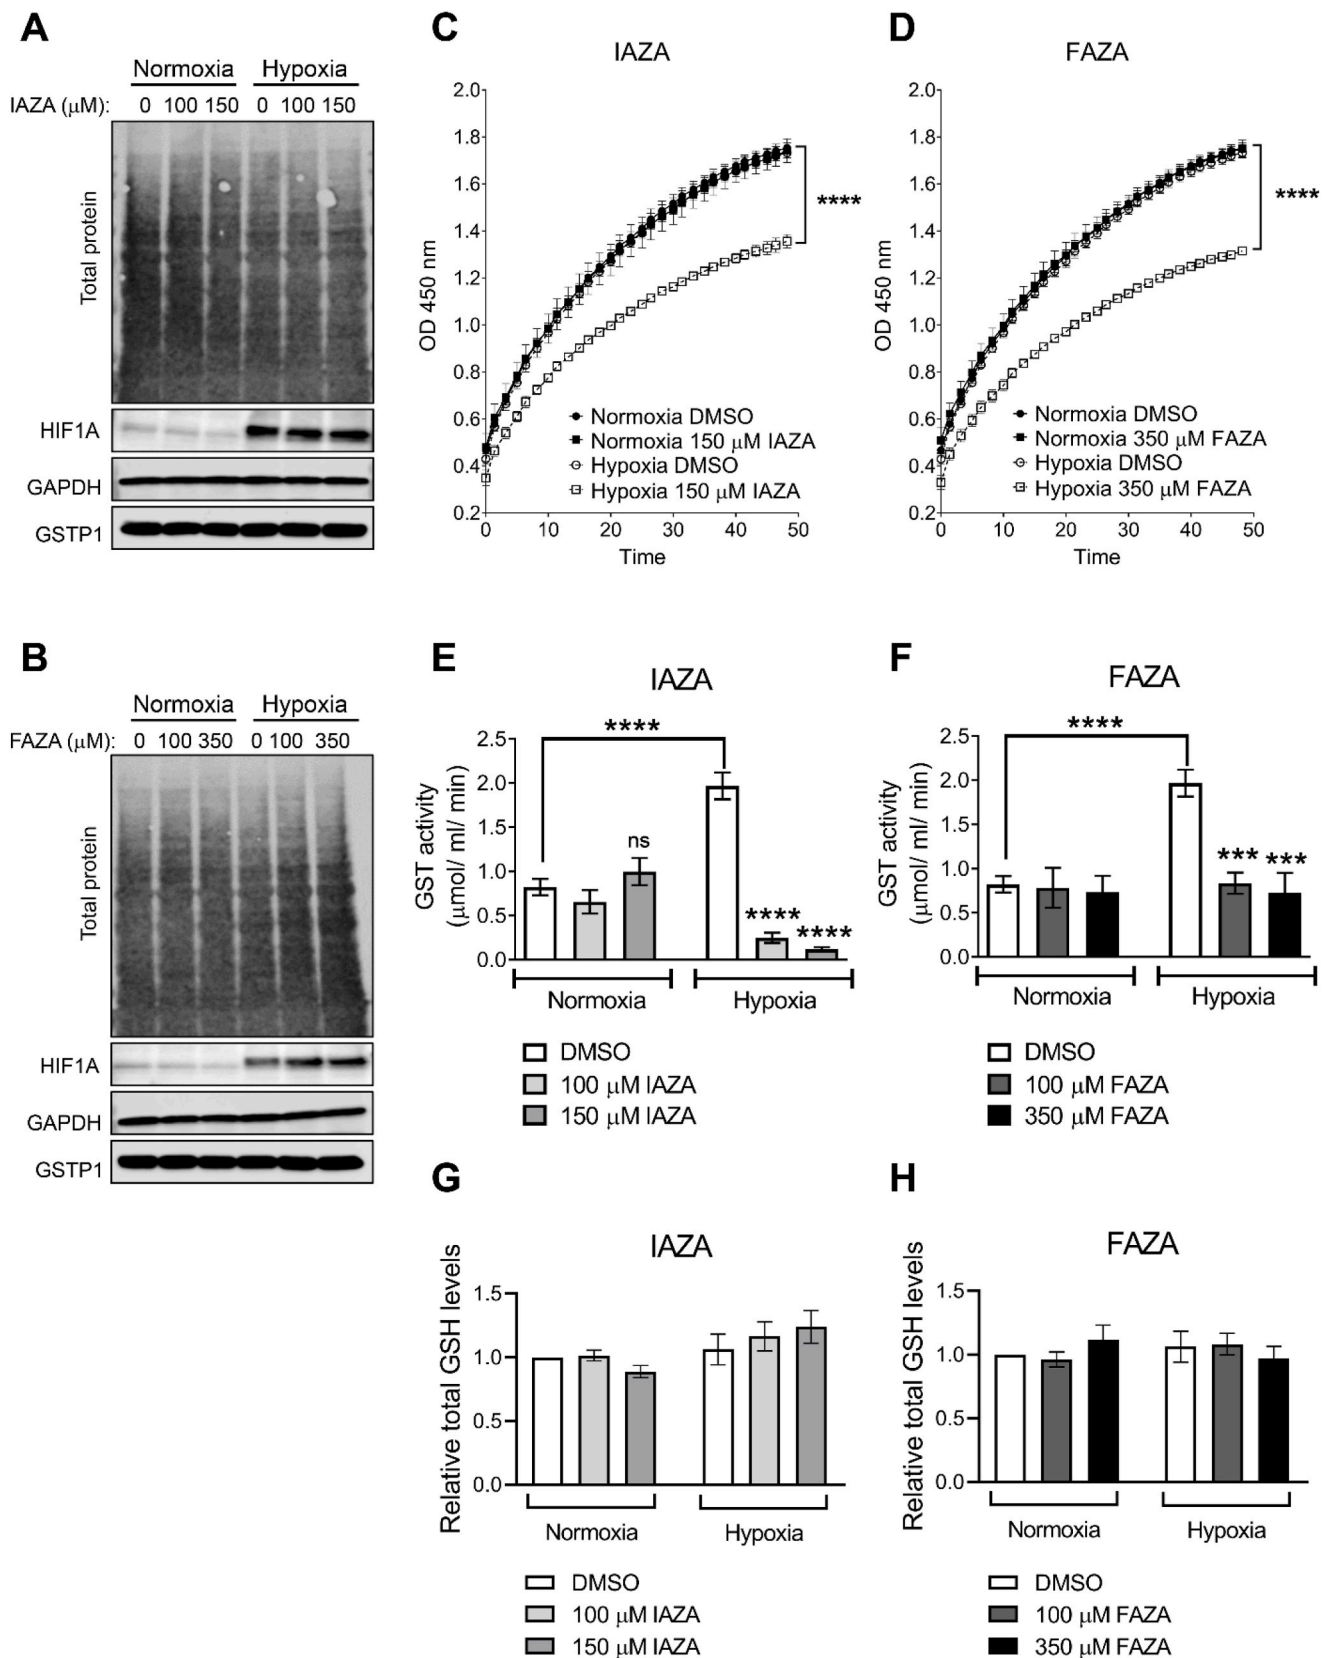 A
Normoxia Hypoxia
IAZA (µM): 0 100 150 0 100 150
Total protein
HIF1A
GAPDH
GSTP1
B
Normoxia Hypoxia
FAZA (µM): 0 100 350 0 100 350
Total protein
HIF1A
GAPDH
GSTP1
C
IAZA
OD 450 nm
2.0
1.8
1.6
1.4
1.2
1.0
0.8
0.6
0.4
0.2
0 10 20 30 40 50
Time
****
Normoxia DMSO
Normoxia 150 µM IAZA
Hypoxia DMSO
Hypoxia 150 µM IAZA
D
FAZA
OD 450 nm
2.0
1.8
1.6
1.4
1.2
1.0
0.8
0.6
0.4
0.2
0 10 20 30 40 50
Time
****
Normoxia DMSO
Normoxia 350 µM FAZA
Hypoxia DMSO
Hypoxia 350 µM FAZA
E
IAZA
GST activity
(µmol/ ml/ min)
2.5
2.0
1.5
1.0
0.5
0.0
****
ns
**** ****
Normoxia Hypoxia
DMSO
100 µM IAZA
150 µM IAZA
F
FAZA
GST activity
(µmol/ ml/ min)
2.5
2.0
1.5
1.0
0.5
0.0
****
*** ***
Normoxia Hypoxia
DMSO
100 µM FAZA
350 µM FAZA
G
IAZA
Relative total GSH levels
1.5
1.0
0.5
0.0
Normoxia Hypoxia
DMSO
100 µM IAZA
150 µM IAZA
H
FAZA
Relative total GSH levels
1.5
1.0
0.5
0.0
Normoxia Hypoxia
DMSO
100 µM FAZA
350 µM FAZA